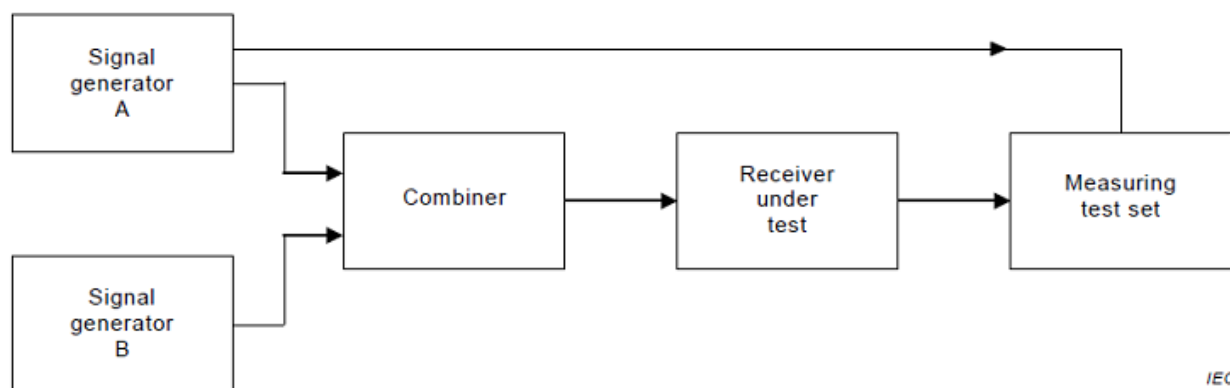 Signal
generator
A
Combiner
Receiver
under
test
Measuring
test set
Signal
generator
B
IEC